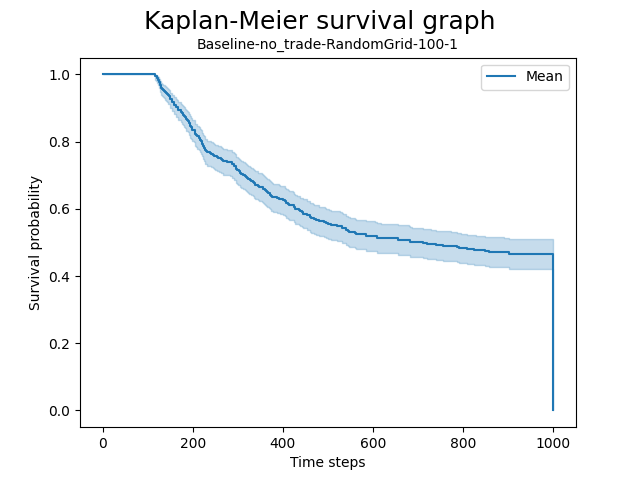 Kaplan-Meier survival graph
Baseline-no_trade-RandomGrid-100-1
Mean
Survival probability
1.0
0.8
0.6
0.4
0.2
0.0
0 200 400 600 800 1000
Time steps